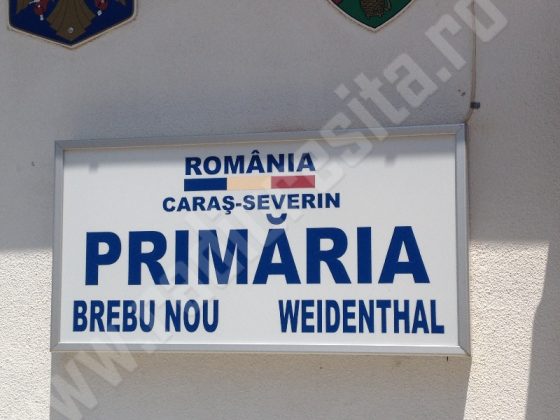 ROMÂNIA
CARAŞ-SEVERIN
PRIMĂRIA
BREBU NOU WEIDENTHAL